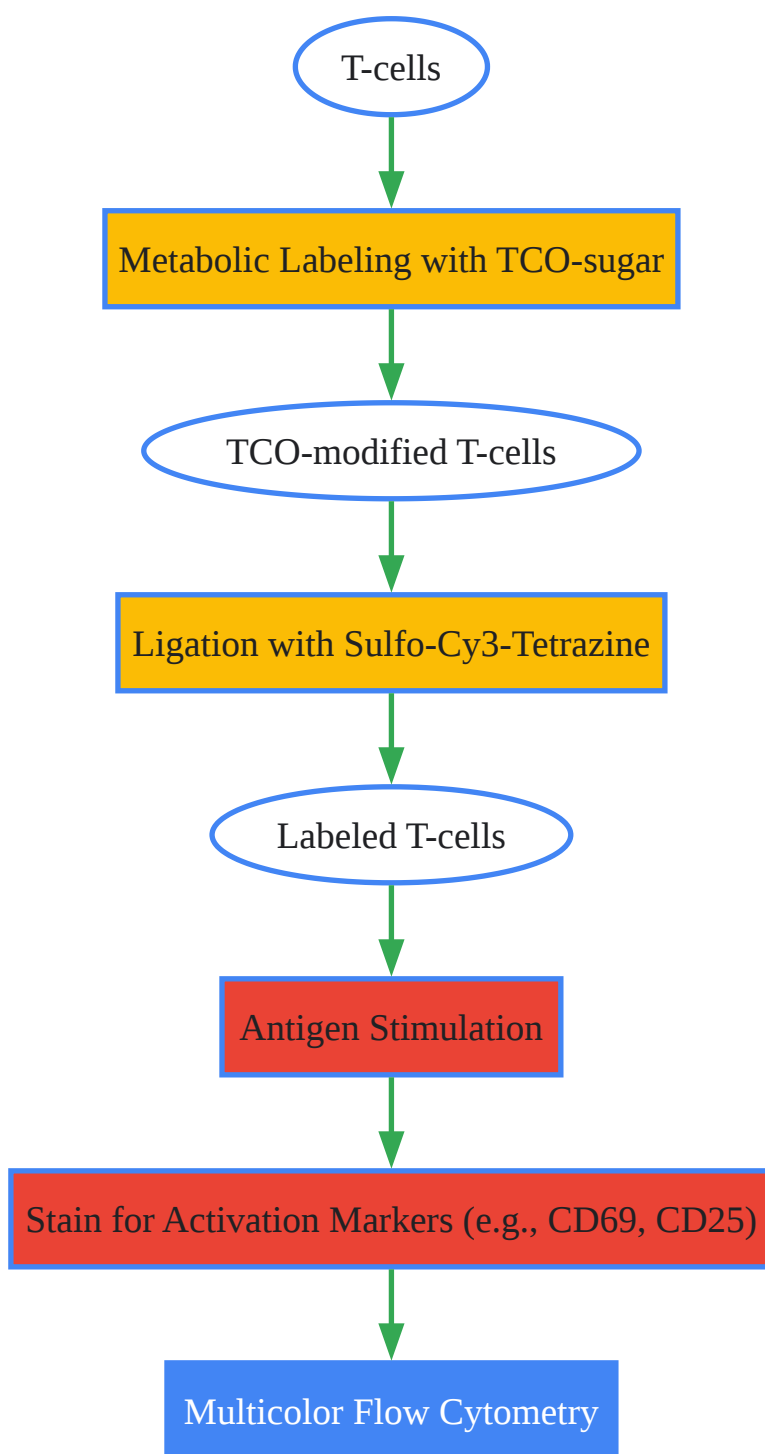 T-cells
Metabolic Labeling with TCO-sugar
TCO-modified T-cells
Ligation with Sulfo-Cy3-Tetrazine
Labeled T-cells
Antigen Stimulation
Stain for Activation Markers (e.g., CD69, CD25)
Multicolor Flow Cytometry